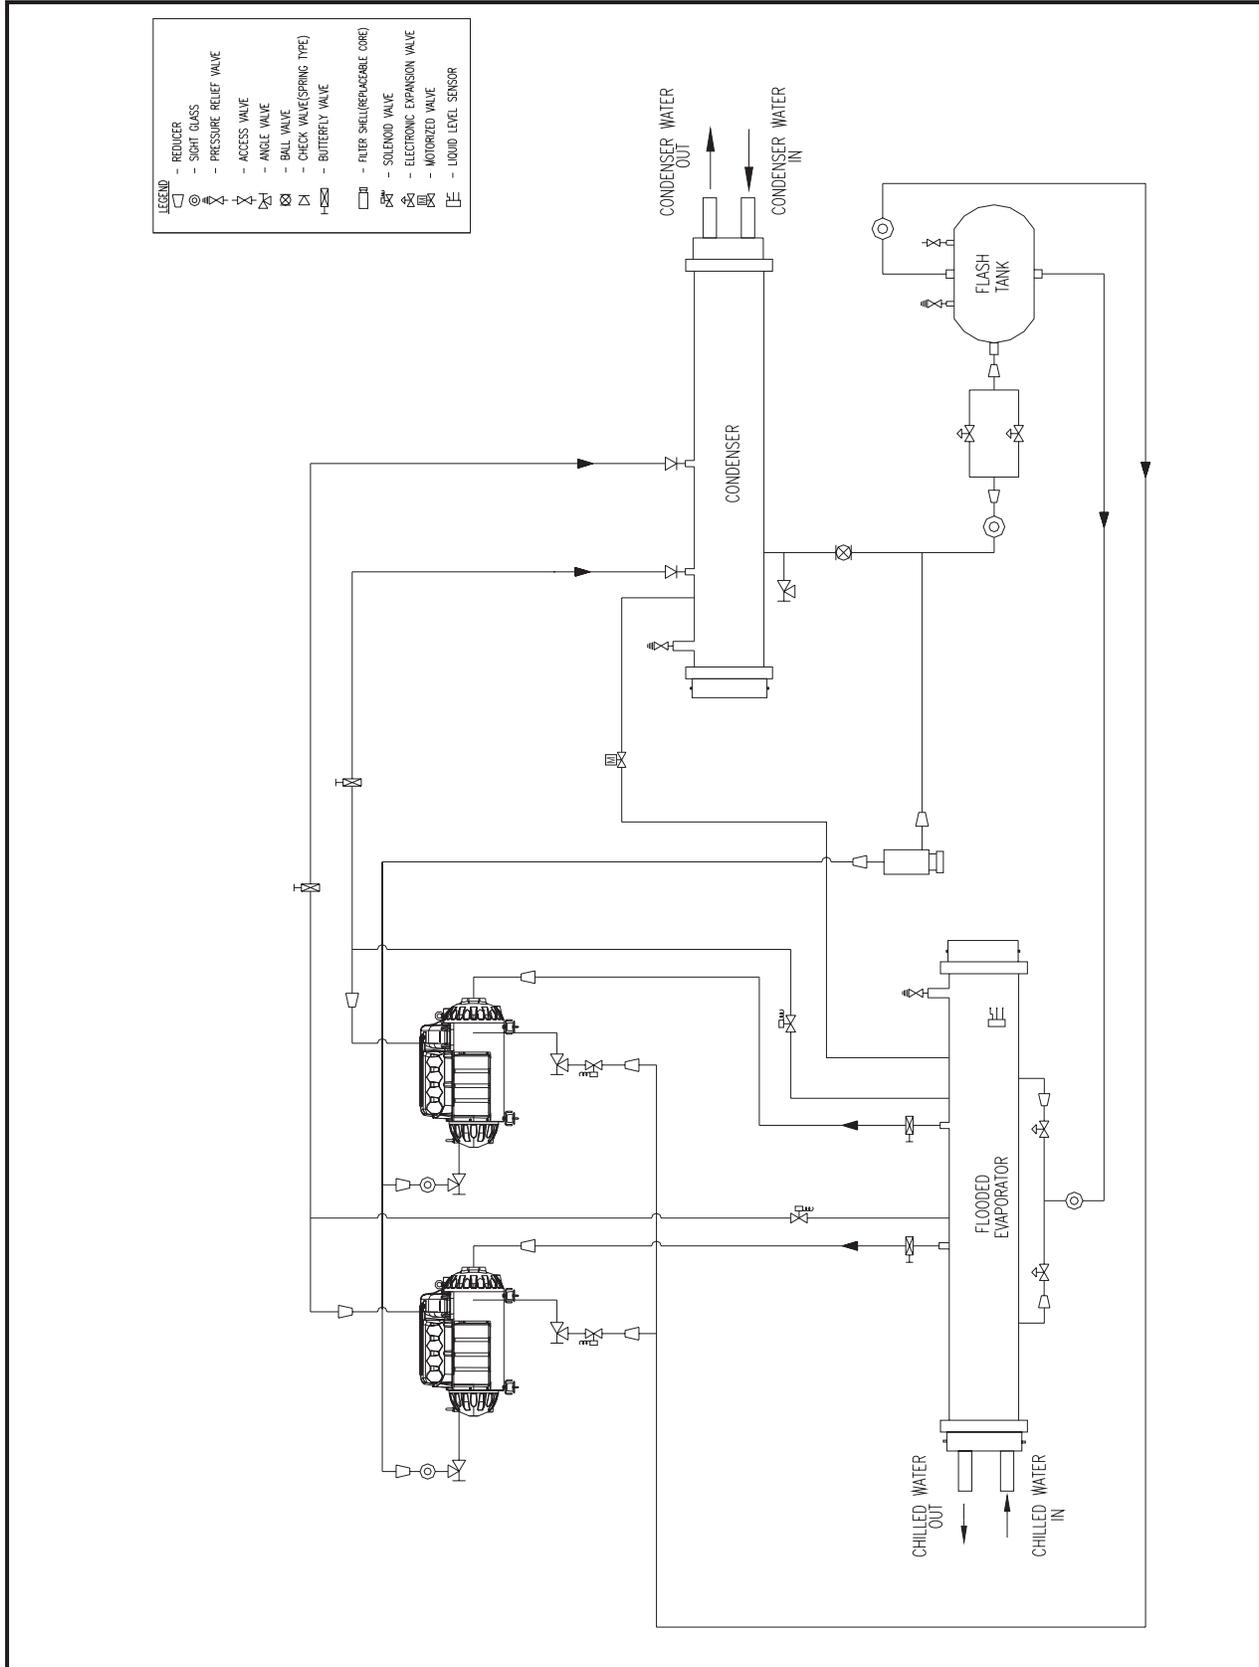 LEGEND
- REDUCER
- SIGHT GLASS
- PRESSURE RELIEF VALVE
- ACCESS VALVE
- ANGLE VALVE
- BALL VALVE
- CHECK VALVE(SPRING TYPE)
- BUTTERFLY VALVE
- FILTER SHELL(REPLACEABLE CORE)
- SOLENOID VALVE
- ELECTRONIC EXPANSION VALVE
M - MOTORIZED VALVE
- LIQUID LEVEL SENSOR
CONDENSER WATER
OUT
CONDENSER WATER
IN
CONDENSER
FLASH
TANK
M
FLOODED
EVAPORATOR
CHILLED WATER
OUT
CHILLED WATER
IN